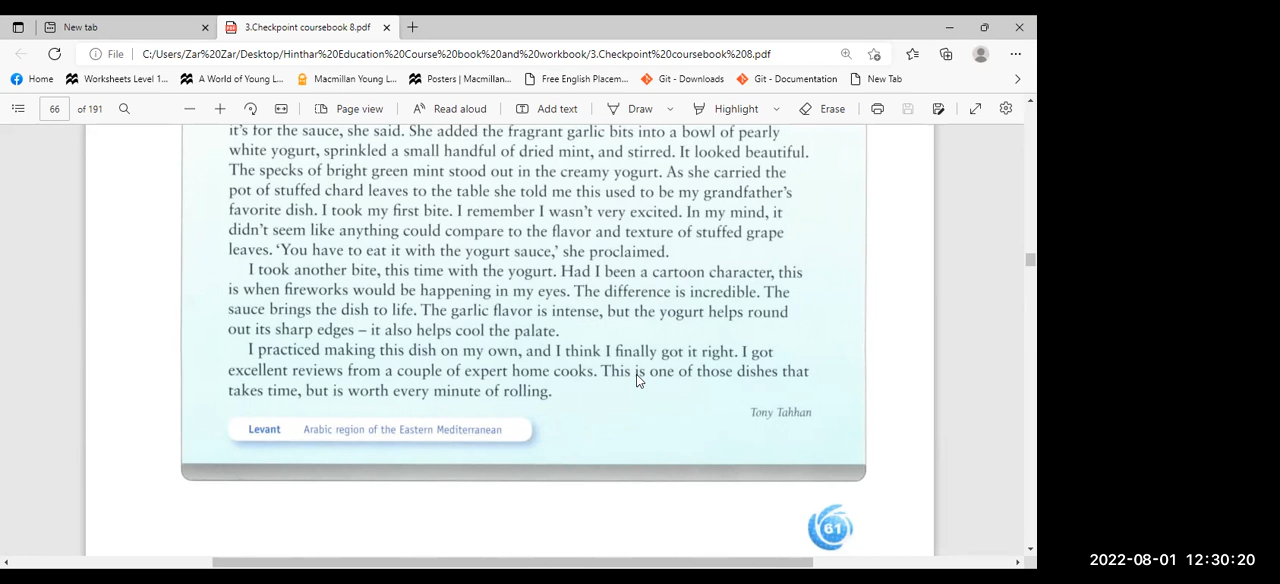 New tab
3.Checkpoint coursebook 8.pdf
File
C:/Users/Zar%20Zar/Desktop/Hinthar%20Education%20Course%20book%20and%20workbook/3.Checkpoint%20coursebook%208.pdf
Home
Worksheets Level 1...
A World of Young L...
Macmillan Young L...
Posters | Macmillan...
Free English Placem...
Git - Downloads
Git - Documentation
New Tab
66 of 191
Page view
Read aloud
Add text
Draw
Highlight
Erase
it's for the sauce, she said. She added the fragrant garlic bits into a bowl of pearly
white yogurt, sprinkled a small handful of dried mint, and stirred. It looked beautiful.
The specks of bright green mint stood out in the creamy yogurt. As she carried the
pot of stuffed chard leaves to the table she told me this used to be my grandfather's
favorite dish. I took my first bite. I remember I wasn't very excited. In my mind, it
didn't seem like anything could compare to the flavor and texture of stuffed grape
leaves. 'You have to eat it with the yogurt sauce,' she proclaimed.
I took another bite, this time with the yogurt. Had I been a cartoon character, this
is when fireworks would be happening in my eyes. The difference is incredible. The
sauce brings the dish to life. The garlic flavor is intense, but the yogurt helps round
out its sharp edges – it also helps cool the palate.
I practiced making this dish on my own, and I think I finally got it right. I got
excellent reviews from a couple of expert home cooks. This is one of those dishes that
takes time, but is worth every minute of rolling.
Tony Tahhan
Levant Arabic region of the Eastern Mediterranean
61
2022-08-01 12:30:20